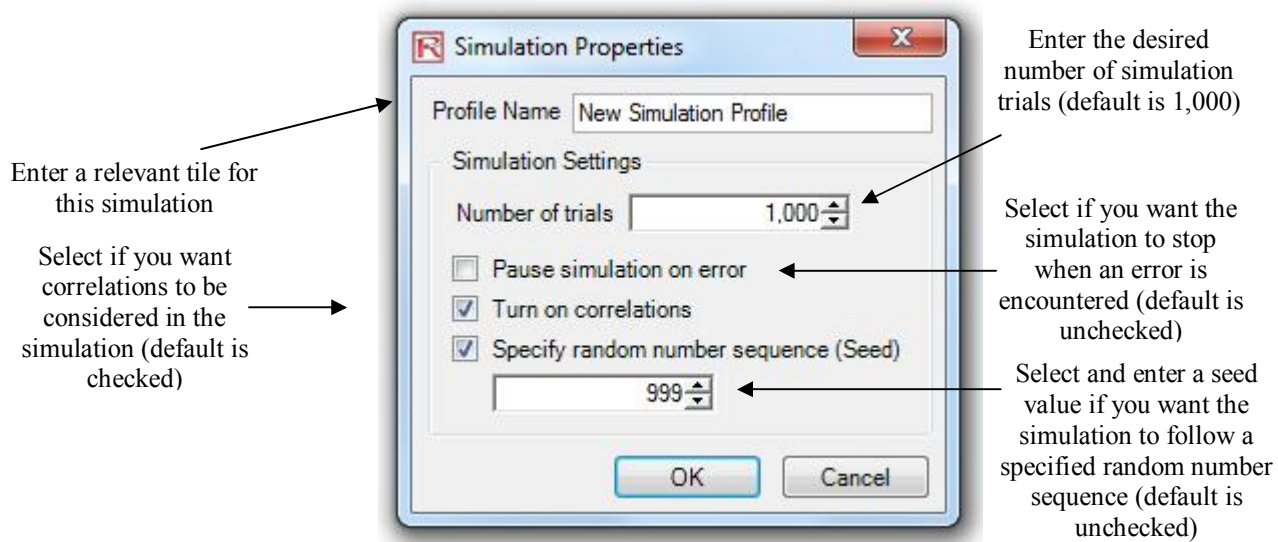 Simulation Properties
Profile Name New Simulation Profile
Simulation Settings
Number of trials 1,000
Pause simulation on error
Turn on correlations
Specify random number sequence (Seed)
999
OK Cancel
Enter a relevant tile for
this simulation
Select if you want
correlations to be
considered in the
simulation (default is
checked)
Enter the desired
number of simulation
trials (default is 1,000)
Select if you want the
simulation to stop
when an error is
encountered (default is
unchecked)
Select and enter a seed
value if you want the
simulation to follow a
specified random number
sequence (default is
unchecked)